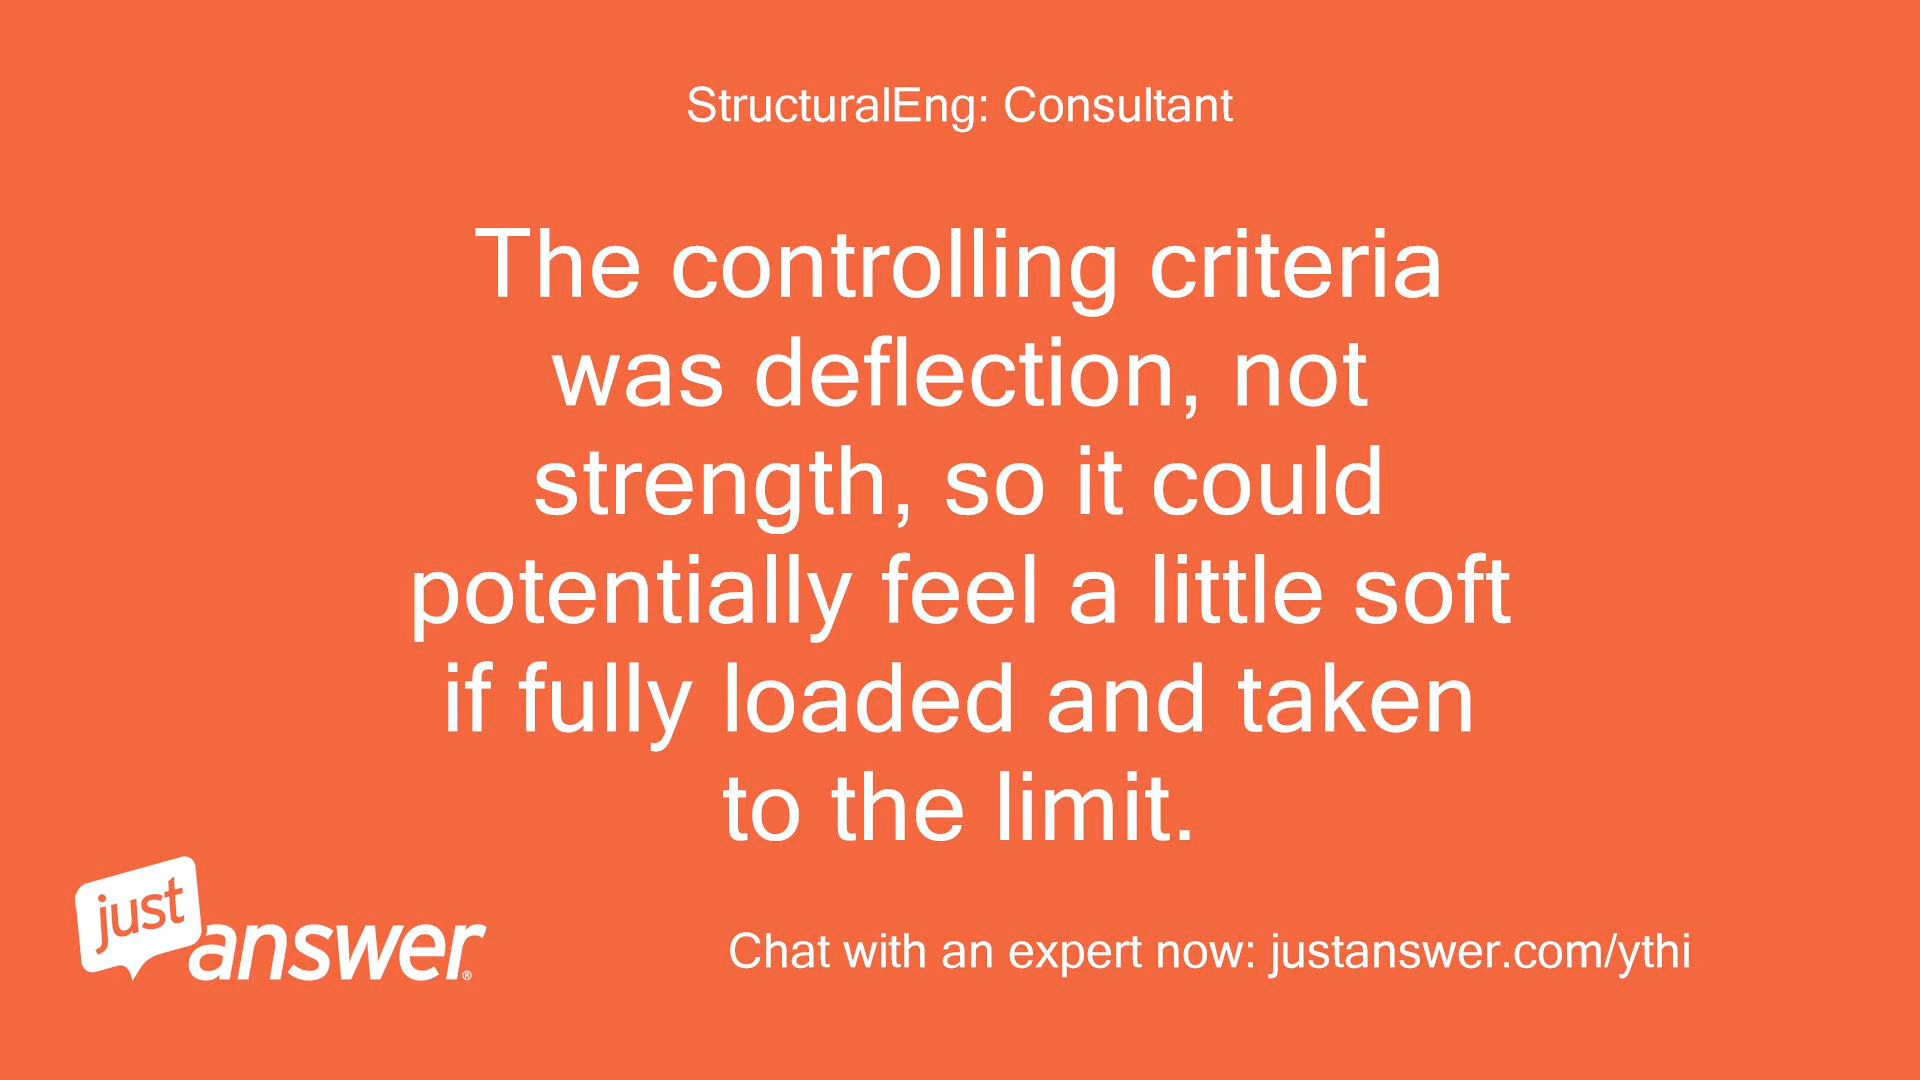 StructuralEng: Consultant
The controlling criteria
was deflection, not
strength, so it could
potentially feel a little soft
if fully loaded and taken
to the limit.
just
answer®
Chat with an expert now: justanswer.com/ythi